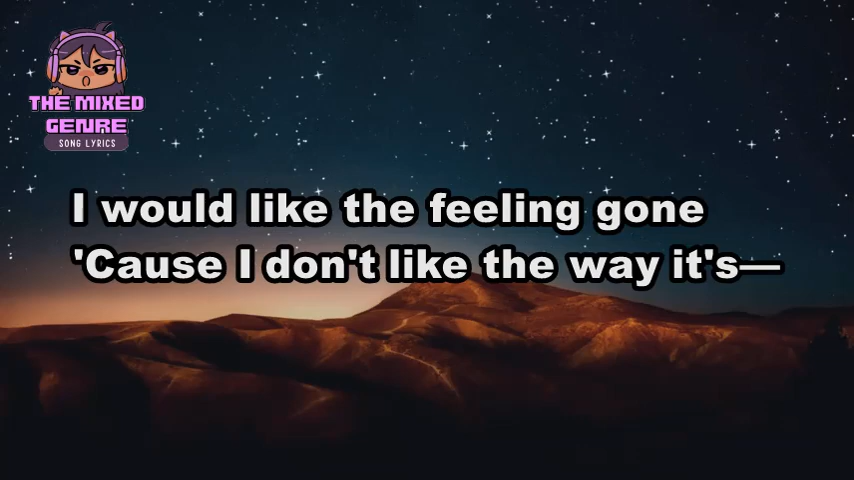 THE MIXED
GENRE
SONG LYRICS
I would like the feeling gone
'Cause I don't like the way it's—